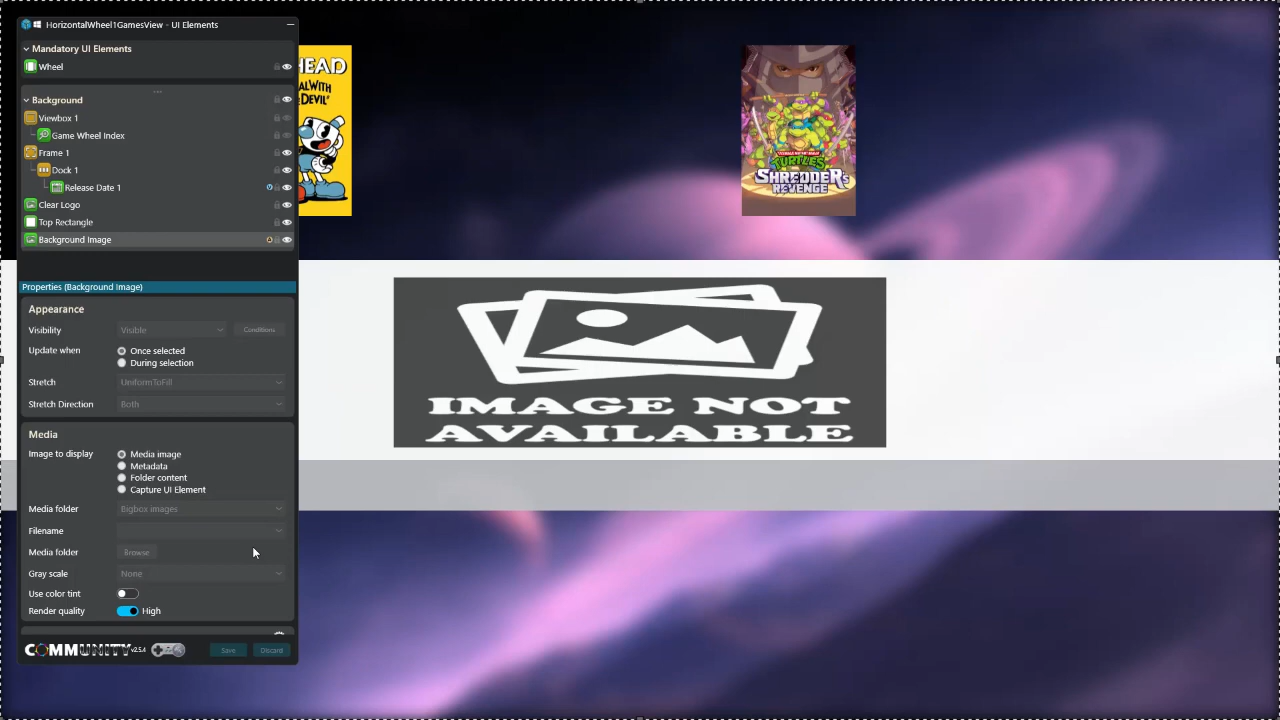 HorizontalWheel1GamesView - UI Elements
Mandatory UI Elements
Wheel
Background
Viewbox 1
Game Wheel Index
Frame 1
Dock 1
Release Date 1
Clear Logo
Top Rectangle
Background Image
Properties (Background Image)
Appearance
Visibility Visible Conditions
Update when Once selected
During selection
Stretch UniformToFill
Stretch Direction Both
Media
Image to display Media image
Metadata
Folder content
Capture UI Element
Media folder Bigbox images
Filename
Media folder Browse
Gray scale None
Use color tint
Render quality High
COMMUNITY v2.5.4 Save Discard
HEAD
AL WITH
DEVIL"
TURTLES
SHREDDER'S
REVENGE
IMAGE NOT
AVAILABLE